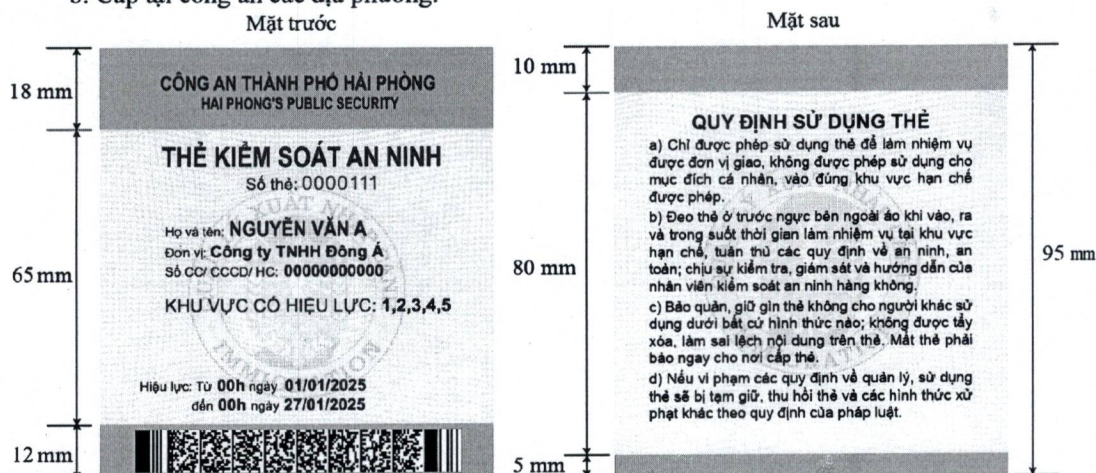 b. Cấp tại công an các địa phương:
Mặt trước
Mặt sau
18 mm
65 mm
12 mm
CÔNG AN THÀNH PHỐ HẢI PHÒNG
HAI PHONG'S PUBLIC SECURITY
THẺ KIỂM SOÁT AN NINH
Số thẻ: 0000111
Họ và tên: NGUYỄN VĂN A
Đơn vị: Công ty TNHH Đông Á
Số CC/ CCCD/ HC: 00000000000
KHU VỰC CÓ HIỆU LỰC: 1,2,3,4,5
Hiệu lực: Từ 00h ngày 01/01/2025
đến 00h ngày 27/01/2025
IMMIGRATION
10 mm
80 mm
5 mm
QUY ĐỊNH SỬ DỤNG THẺ
a) Chỉ được phép sử dụng thẻ để làm nhiệm vụ
được đơn vị giao, không được phép sử dụng cho
mục đích cá nhân, vào đúng khu vực hạn chế
được phép.
b) Đeo thẻ ở trước ngực bên ngoài áo khi vào, ra
và trong suốt thời gian làm nhiệm vụ tại khu vực
hạn chế, tuân thủ các quy định về an ninh, an
toàn; chịu sự kiểm tra, giám sát và hướng dẫn của
nhân viên kiểm soát an ninh hàng không.
c) Bảo quản, giữ gìn thẻ không cho người khác sử
dụng dưới bất cứ hình thức nào; không được tẩy
xóa, làm sai lệch nội dung trên thẻ. Mất thẻ phải
báo ngay cho nơi cấp thẻ.
d) Nếu vi phạm các quy định về quản lý, sử dụng
thẻ sẽ bị tạm giữ, thu hồi thẻ và các hình thức xử
phạt khác theo quy định của pháp luật.
95 mm